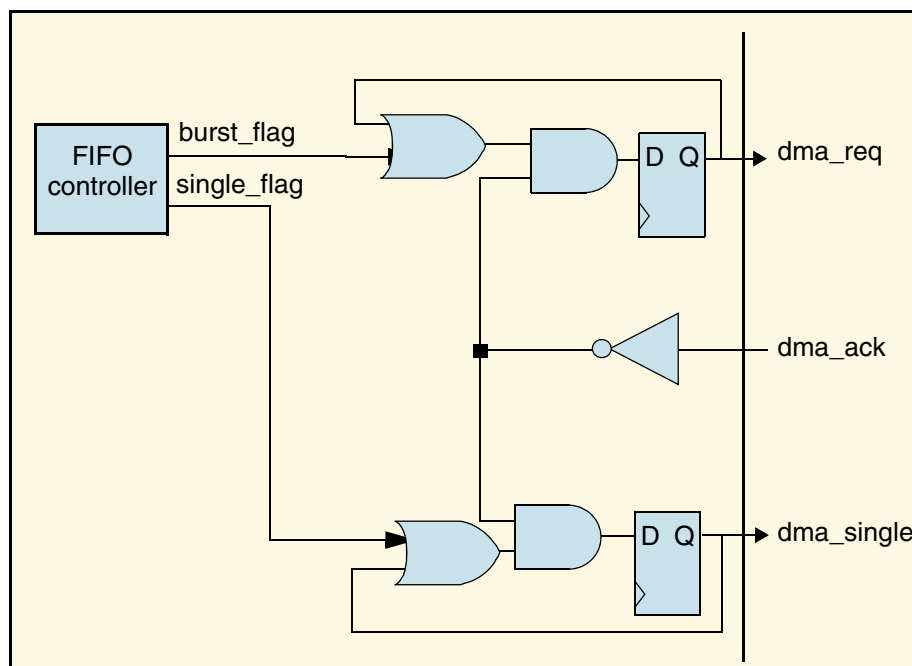 burst_flag
FIFO
controller
single_flag
D Q
dma_req
dma_ack
D Q
dma_single